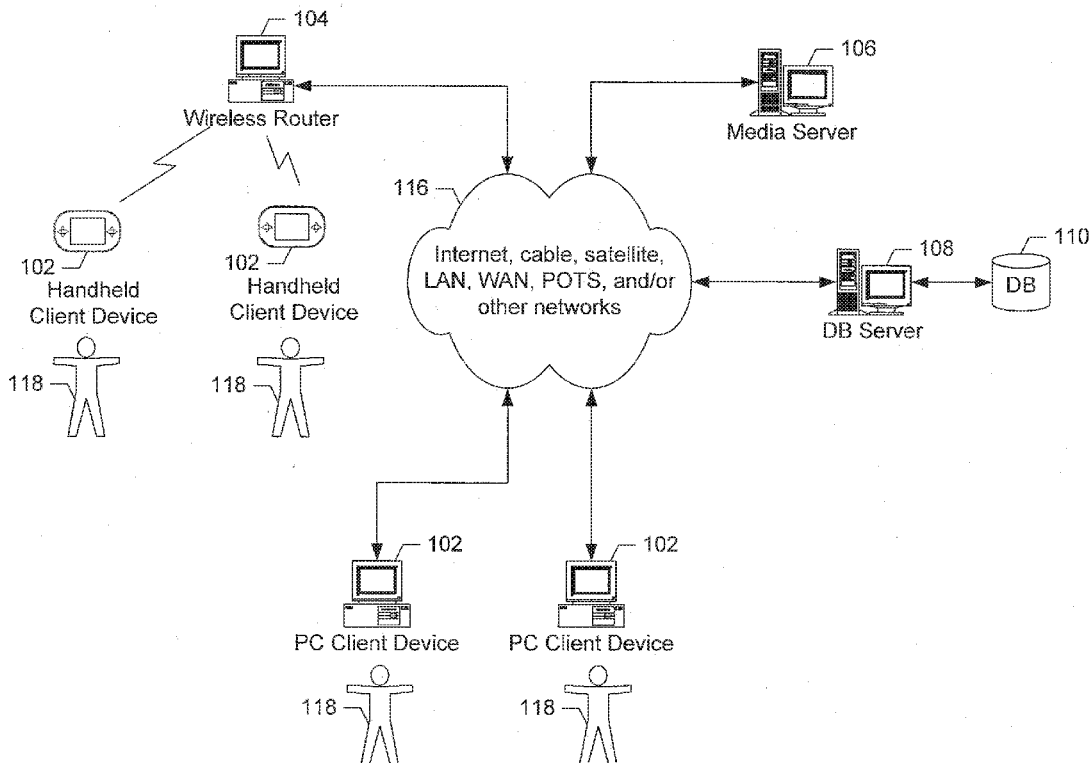 104
Wireless Router
106
Media Server
116
Internet, cable, satellite,
LAN, WAN, POTS, and/or
other networks
102
Handheld
Client Device
102
Handheld
Client Device
118
118
108
DB Server
110
DB
102
PC Client Device
102
PC Client Device
118
118